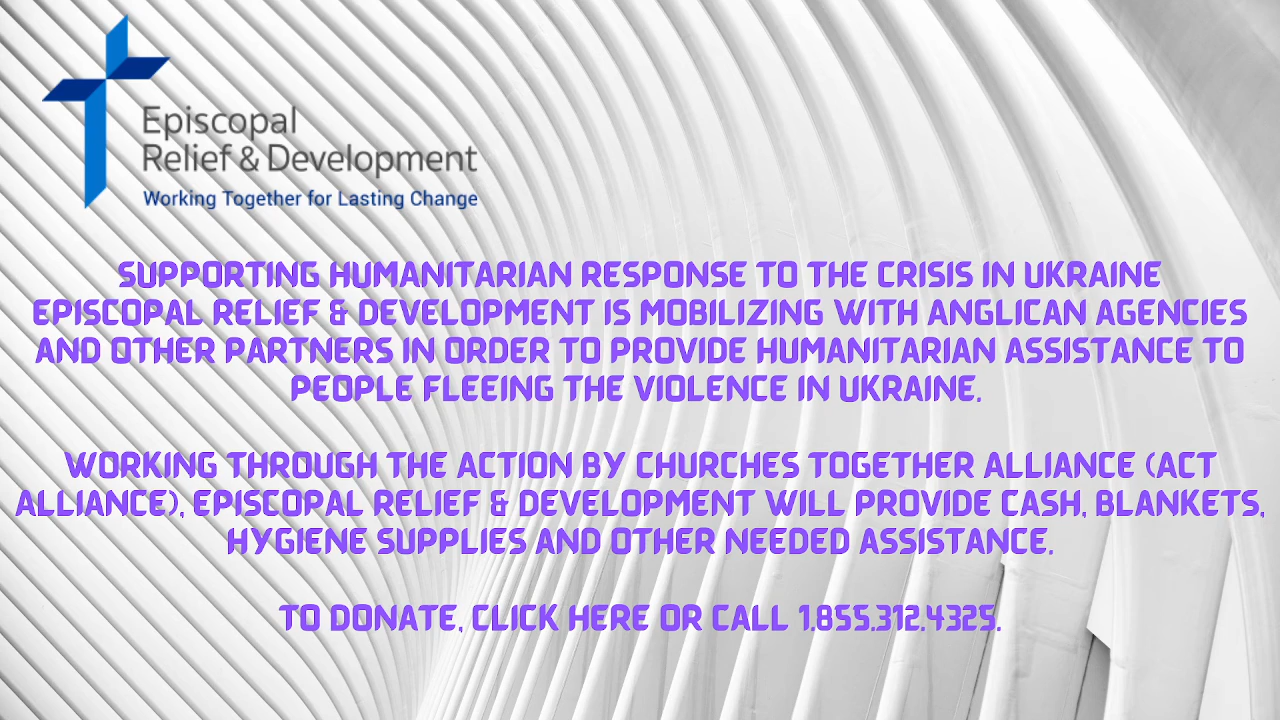 Episcopal
Relief & Development
Working Together for Lasting Change
SUPPORTING HUMANITARIAN RESPONSE TO THE CRISIS IN UKRAINE
EPISCOPAL RELIEF & DEVELOPMENT IS MOBILIZING WITH ANGLICAN AGENCIES
AND OTHER PARTNERS IN ORDER TO PROVIDE HUMANITARIAN ASSISTANCE TO
PEOPLE FLEEING THE VIOLENCE IN UKRAINE.
WORKING THROUGH THE ACTION BY CHURCHES TOGETHER ALLIANCE (ACT
ALLIANCE), EPISCOPAL RELIEF & DEVELOPMENT WILL PROVIDE CASH, BLANKETS,
HYGIENE SUPPLIES AND OTHER NEEDED ASSISTANCE.
TO DONATE, CLICK HERE OR CALL 1.855.312.4325.